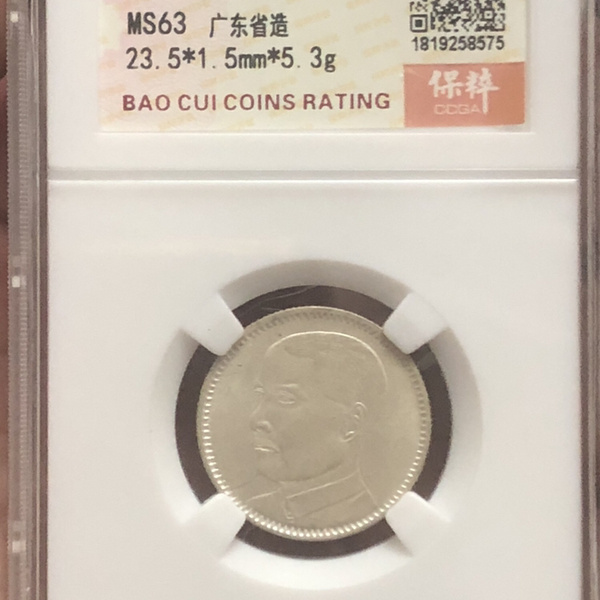 MS63 广东省造
1819258575
23.5*1.5mm*5.3g
保粹
CCGA
BAO CUI COINS RATING